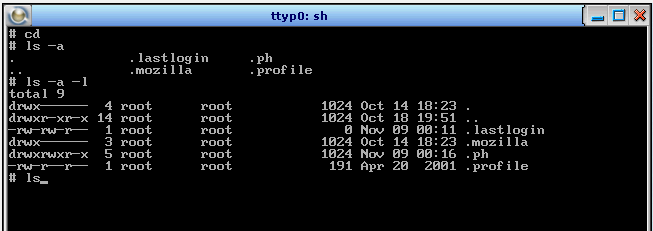 ttyp0: sh
# cd
# ls -a
. .lastlogin .ph
.. .mozilla .profile
# ls -a -l
total 9
drwx------ 4 root root 1024 Oct 14 18:23 .
drwxr-xr-x 14 root root 1024 Oct 18 19:51 ..
-rw-rw-r-- 1 root root 0 Nov 09 00:11 .lastlogin
drwx------ 3 root root 1024 Oct 14 18:23 .mozilla
drwxrwxr-x 5 root root 1024 Nov 09 00:16 .ph
-rw-r--r-- 1 root root 191 Apr 20 2001 .profile
# ls_